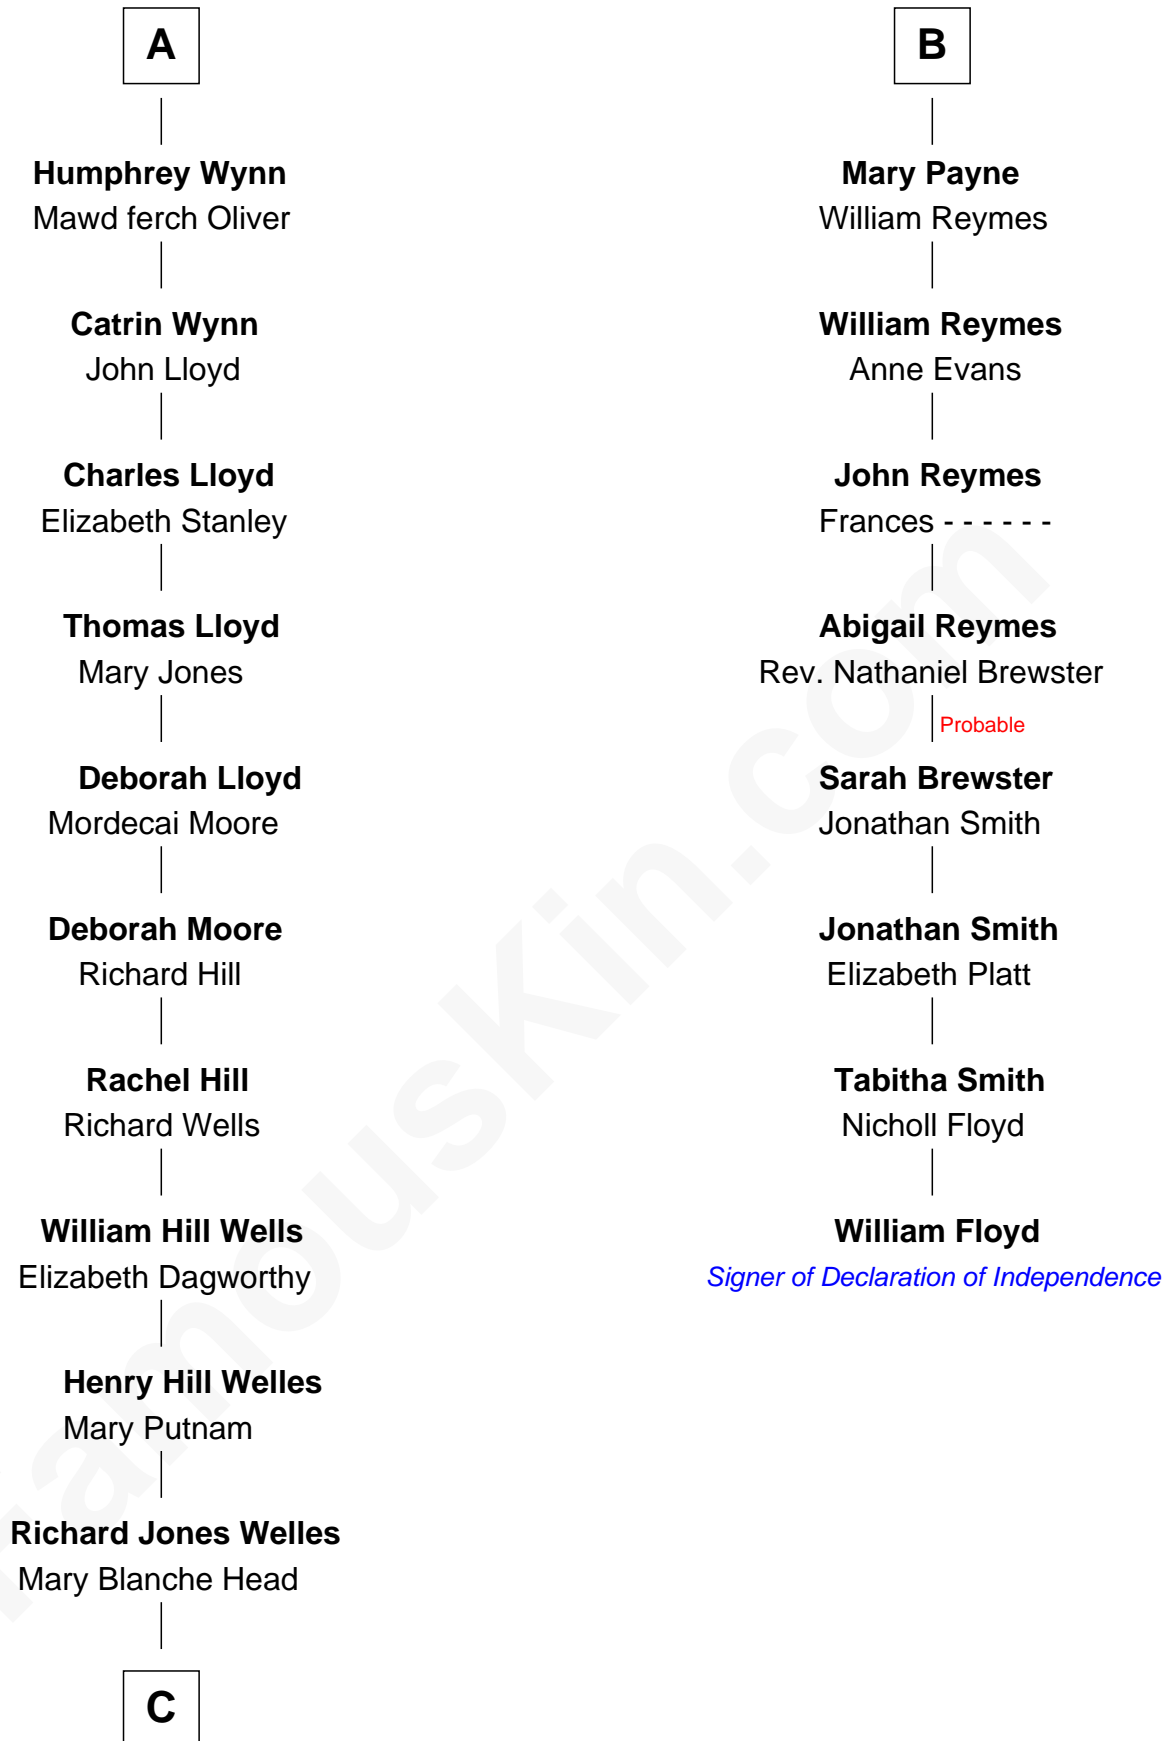 A
Humphrey Wynn
Mawd ferch Oliver
Catrin Wynn
John Lloyd
Charles Lloyd
Elizabeth Stanley
Thomas Lloyd
Mary Jones
Deborah Lloyd
Mordecai Moore
Deborah Moore
Richard Hill
Rachel Hill
Richard Wells
William Hill Wells
Elizabeth Dagworthy
Henry Hill Welles
Mary Putnam
Richard Jones Welles
Mary Blanche Head
C
B
Mary Payne
William Reymes
William Reymes
Anne Evans
John Reymes
Frances - - - - - -
Abigail Reymes
Rev. Nathaniel Brewster
Probable
Sarah Brewster
Jonathan Smith
Jonathan Smith
Elizabeth Platt
Tabitha Smith
Nicholl Floyd
William Floyd
Signer of Declaration of Independence
FamousKin.com